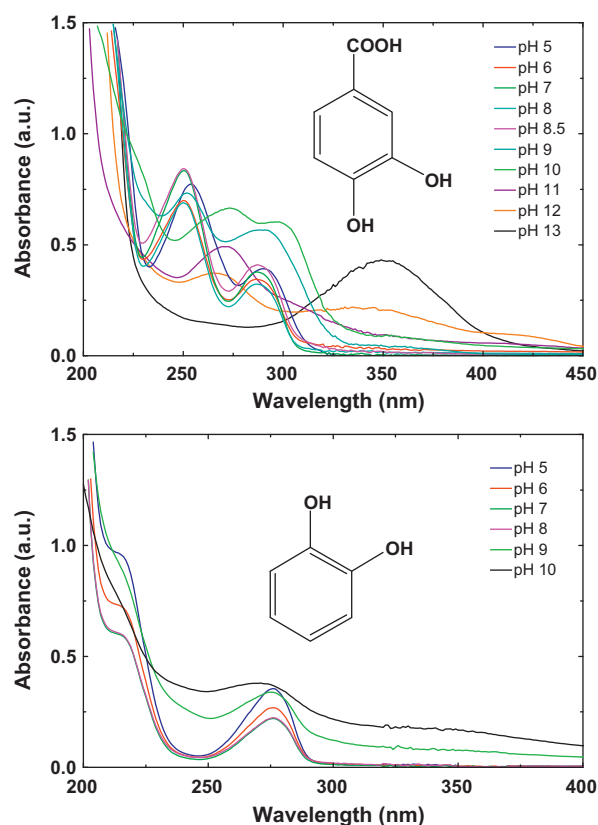 1.5
1.0
0.5
0.0
Absorbance (a.u.)
COOH
OH
OH
pH 5
pH 6
pH 7
pH 8
pH 8.5
pH 9
pH 10
pH 11
pH 12
pH 13
200 250 300 350 400 450
Wavelength (nm)
1.5
1.0
0.5
0.0
Absorbance (a.u.)
OH
OH
pH 5
pH 6
pH 7
pH 8
pH 9
pH 10
200 250 300 350 400
Wavelength (nm)